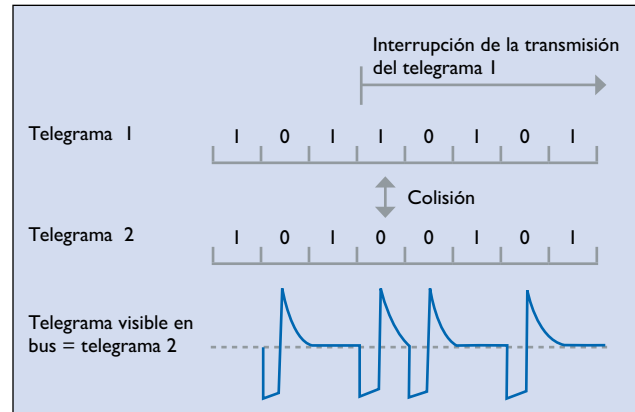 Interrupción de la transmisión
del telegrama 1
Telegrama 1
1 0 1 1 0 1 0 1
Colisión
Telegrama 2
1 0 1 0 0 1 0 1
Telegrama visible en
bus = telegrama 2